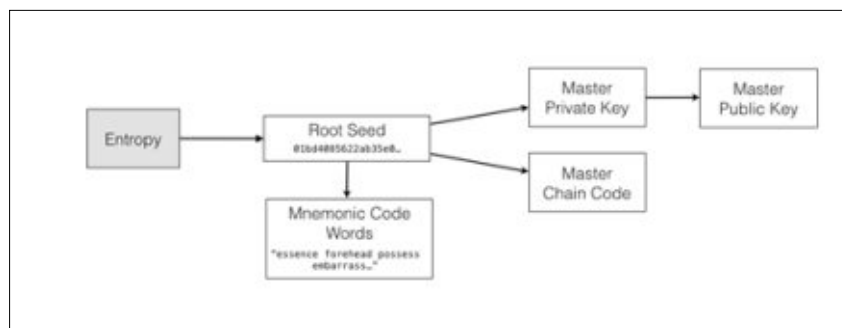 Entropy
Root Seed
01bd4085622ab35e0…
Mnemonic Code
Words
"essence forehead possess
embarrass…"
Master
Private Key
Master
Public Key
Master
Chain Code